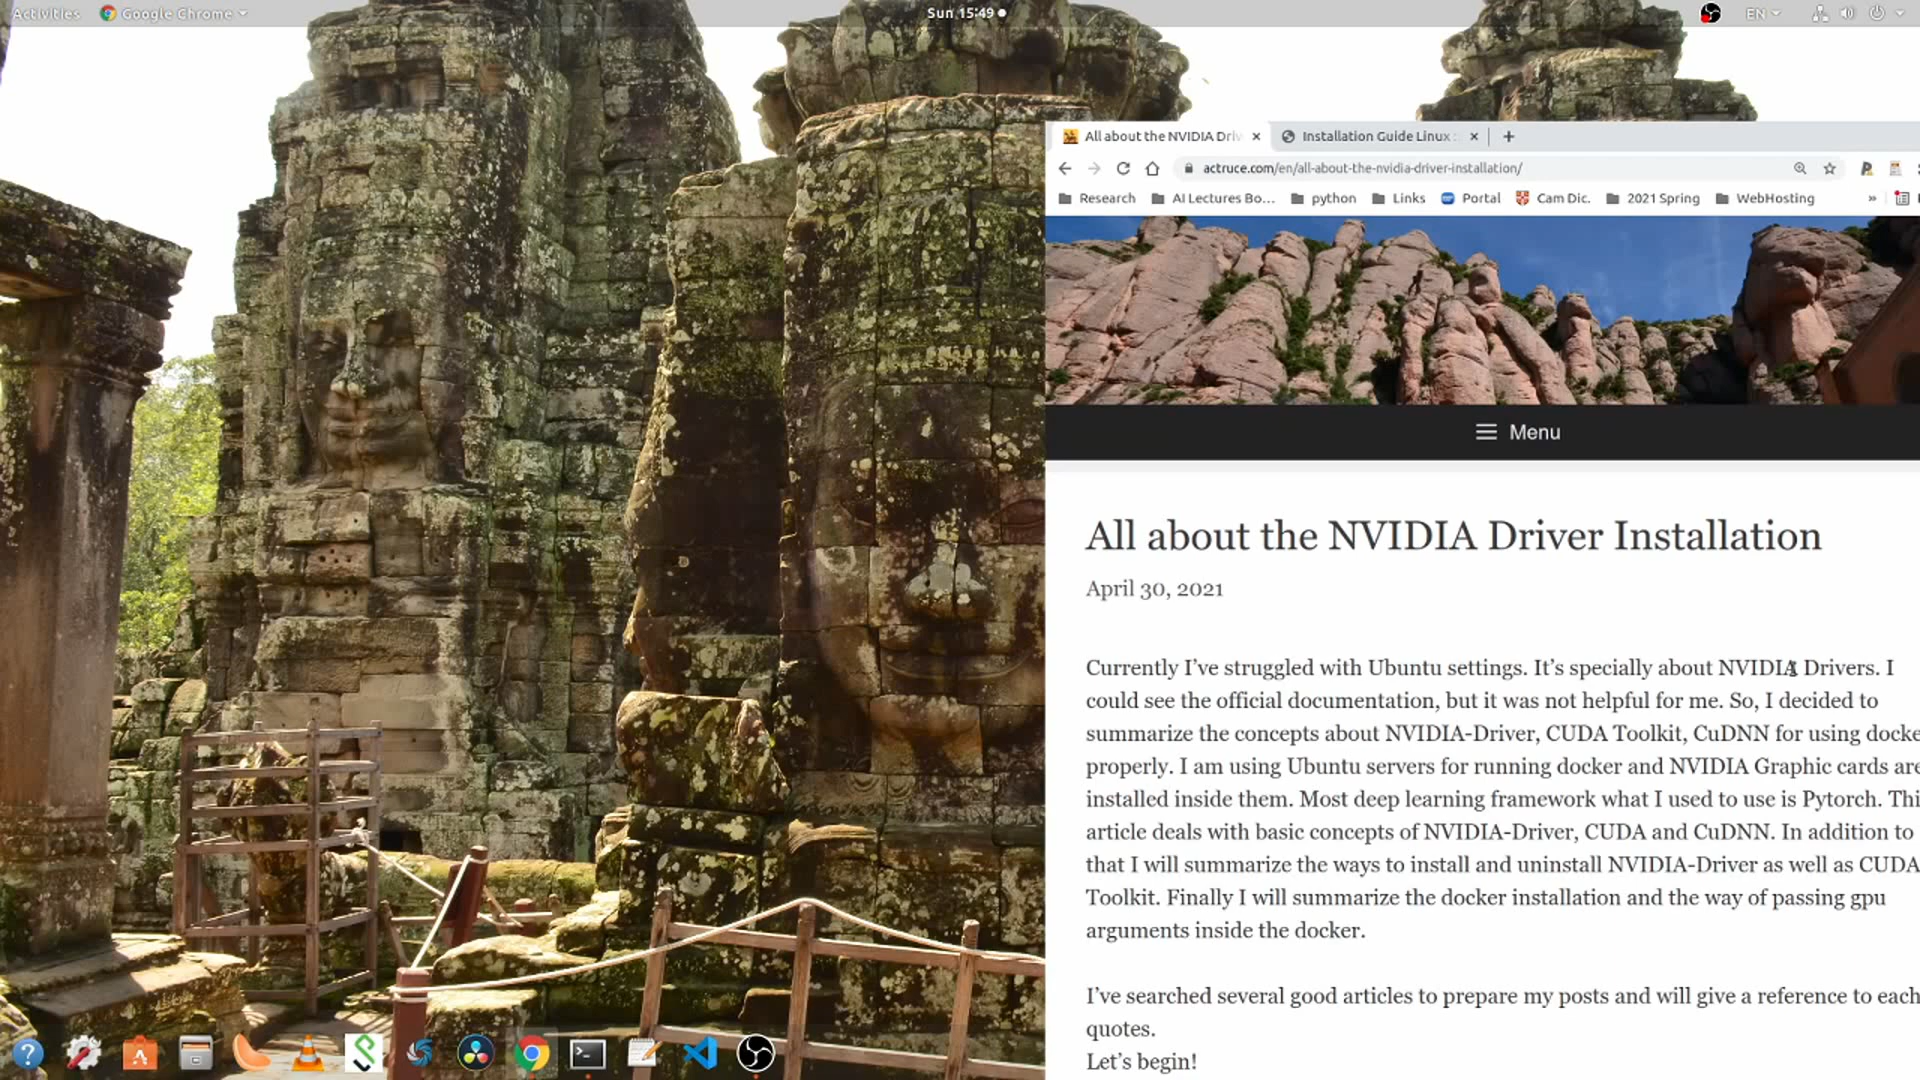 Activities
Google Chrome
Sun 15:49
EN
All about the NVIDIA Driv
Installation Guide Linux
actruce.com/en/all-about-the-nvidia-driver-installation/
Research
AI Lectures Bo...
python
Links
Portal
Cam Dic.
2021 Spring
WebHosting
»
Menu
All about the NVIDIA Driver Installation
April 30, 2021
Currently I've struggled with Ubuntu settings. It's specially about NVIDIA Drivers. I
could see the official documentation, but it was not helpful for me. So, I decided to
summarize the concepts about NVIDIA-Driver, CUDA Toolkit, CuDNN for using docke
properly. I am using Ubuntu servers for running docker and NVIDIA Graphic cards are
installed inside them. Most deep learning framework what I used to use is Pytorch. Thi
article deals with basic concepts of NVIDIA-Driver, CUDA and CuDNN. In addition to
that I will summarize the ways to install and uninstall NVIDIA-Driver as well as CUDA
Toolkit. Finally I will summarize the docker installation and the way of passing gpu
arguments inside the docker.
I've searched several good articles to prepare my posts and will give a reference to each
quotes.
Let's begin!